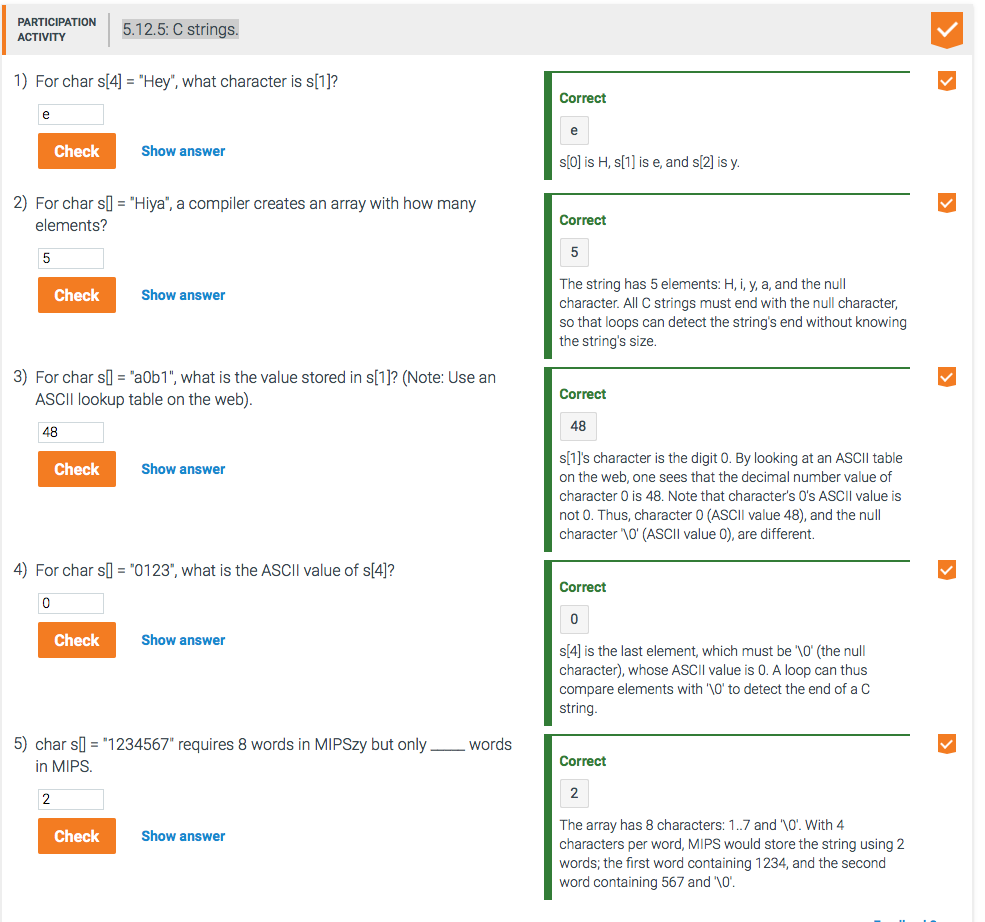 PARTICIPATION
ACTIVITY
5.12.5: C strings.
1) For char s[4] = "Hey", what character is s[1]?
e
Check
Show answer
Correct
e
s[0] is H, s[1] is e, and s[2] is y.
2) For char s[] = "Hiya", a compiler creates an array with how many
elements?
5
Check
Show answer
Correct
5
The string has 5 elements: H, i, y, a, and the null
character. All C strings must end with the null character,
so that loops can detect the string's end without knowing
the string's size.
3) For char s[] = "a0b1", what is the value stored in s[1]? (Note: Use an
ASCII lookup table on the web).
48
Check
Show answer
Correct
48
s[1]'s character is the digit 0. By looking at an ASCII table
on the web, one sees that the decimal number value of
character 0 is 48. Note that character's 0's ASCII value is
not 0. Thus, character 0 (ASCII value 48), and the null
character '\0' (ASCII value 0), are different.
4) For char s[] = "0123", what is the ASCII value of s[4]?
0
Check
Show answer
Correct
0
s[4] is the last element, which must be '\0' (the null
character), whose ASCII value is 0. A loop can thus
compare elements with '\0' to detect the end of a C
string.
5) char s[] = "1234567" requires 8 words in MIPSzy but only _____ words
in MIPS.
2
Check
Show answer
Correct
2
The array has 8 characters: 1..7 and '\0'. With 4
characters per word, MIPS would store the string using 2
words; the first word containing 1234, and the second
word containing 567 and '\0'.